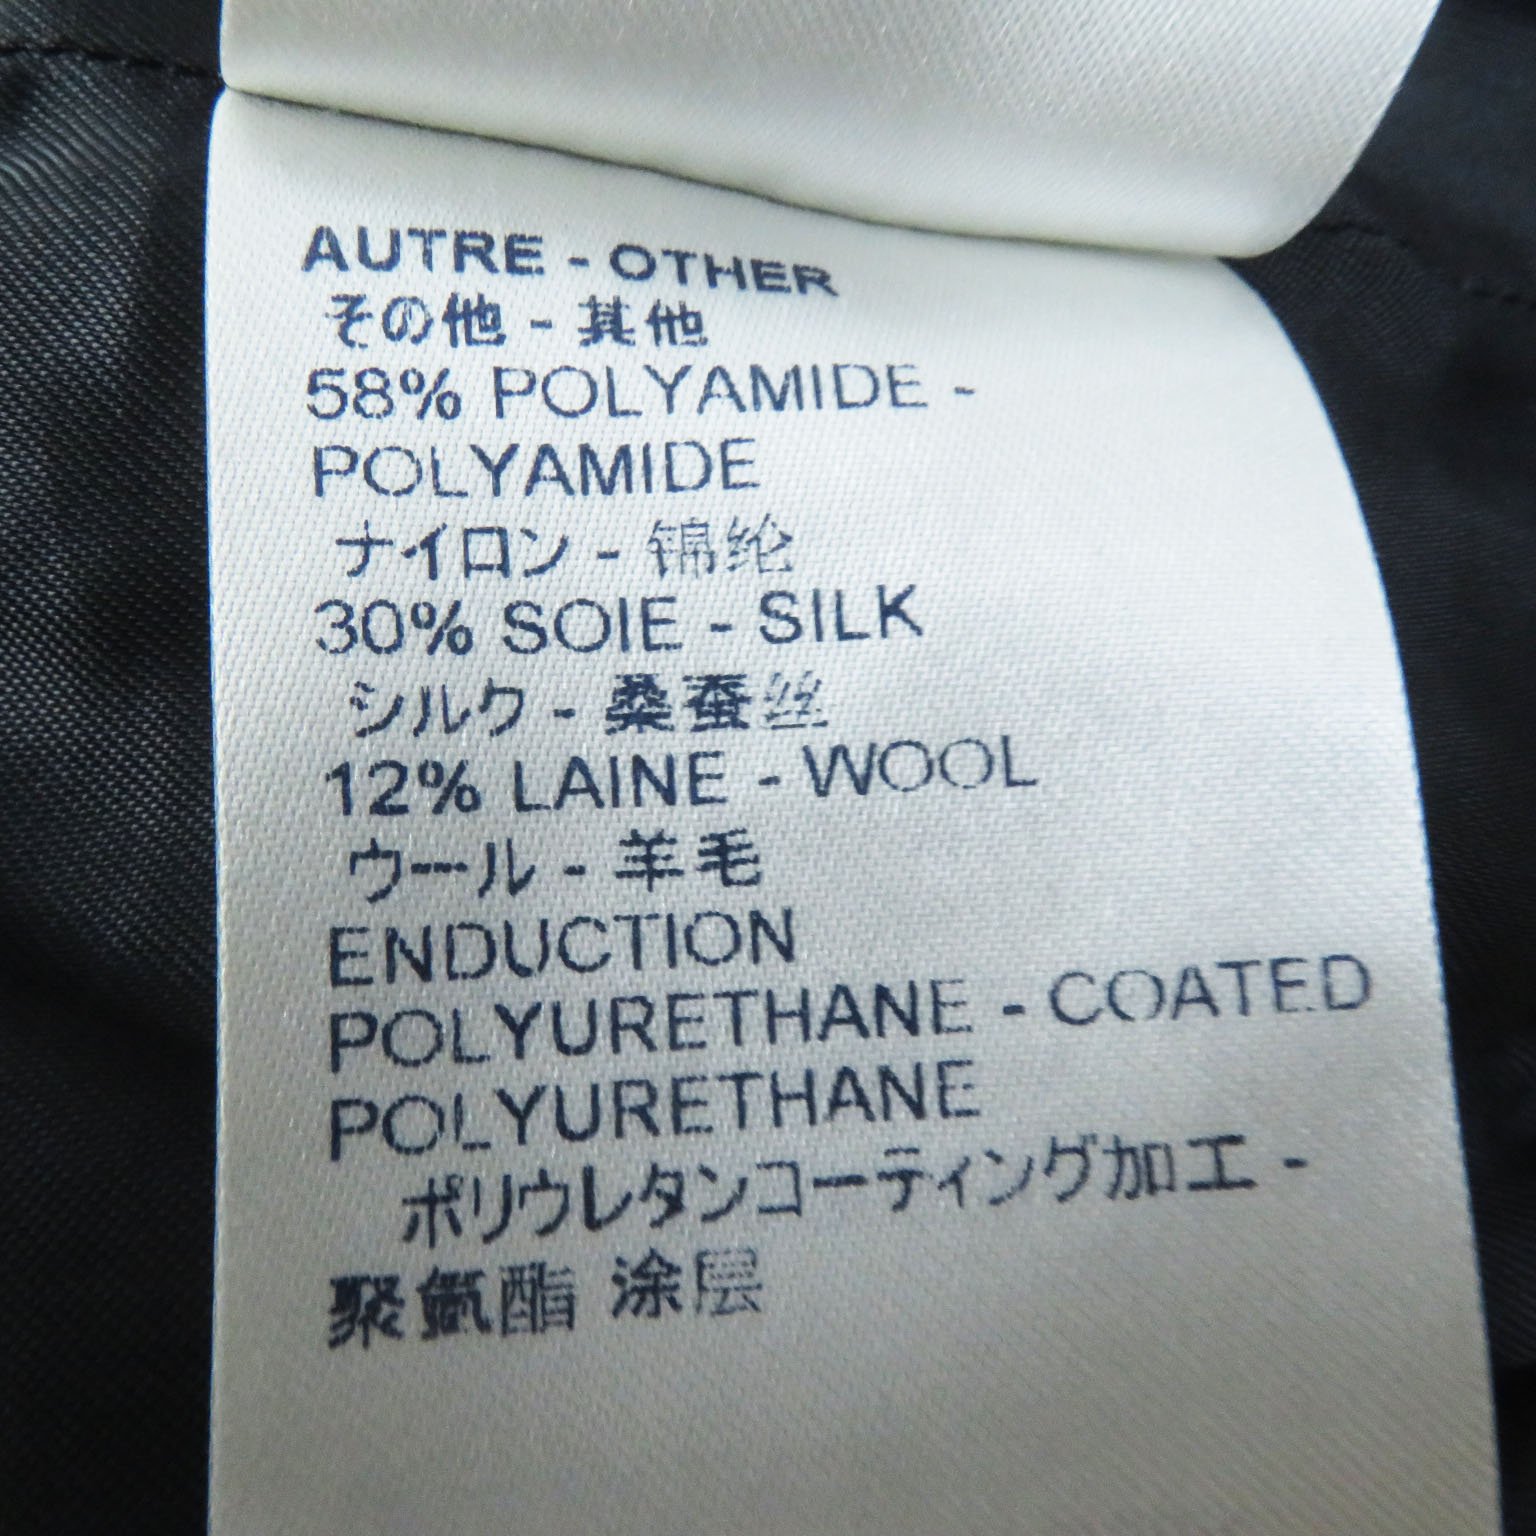 AUTRE - OTHER
その他 - 其他
58% POLYAMIDE -
POLYAMIDE
ナイロン - 锦纶
30% SOIE - SILK
シルク - 桑蚕丝
12% LAINE - WOOL
ウール - 羊毛
ENDUCTION
POLYURETHANE - COATED
POLYURETHANE
ポリウレタンコーティング加工 -
聚氨酯 涂层